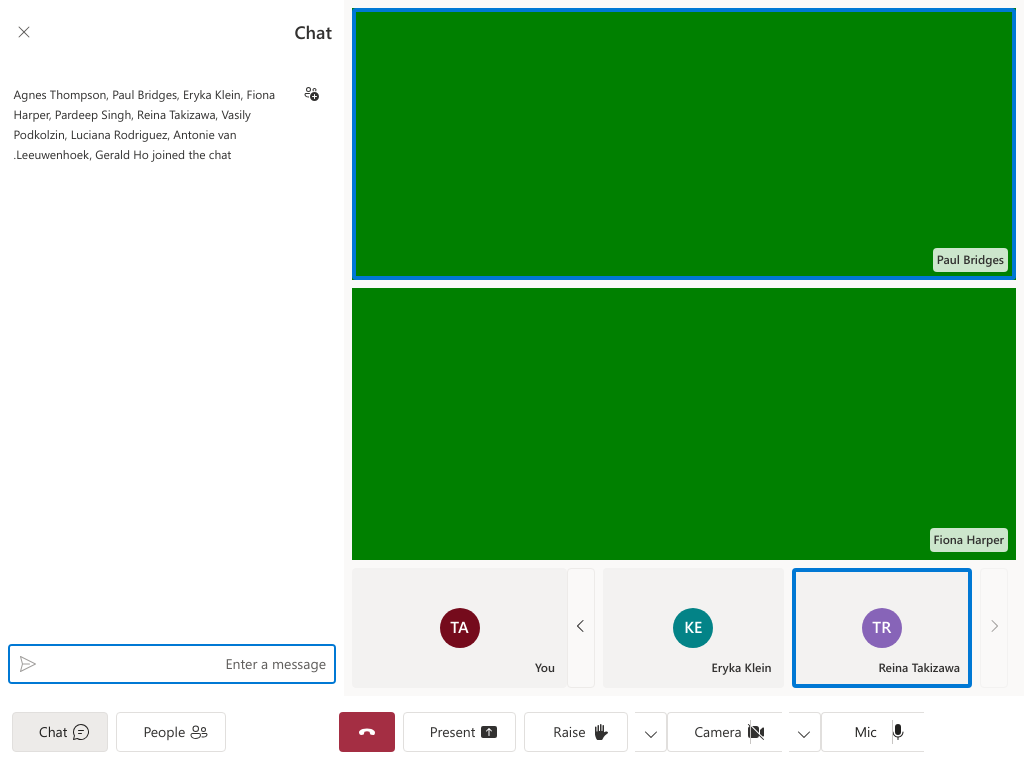 Chat
Agnes Thompson, Paul Bridges, Eryka Klein, Fiona
Harper, Pardeep Singh, Reina Takizawa, Vasily
Podkolzin, Luciana Rodriguez, Antonie van
.Leeuwenhoek, Gerald Ho joined the chat
Enter a message
Paul Bridges
Fiona Harper
TA
You
KE
Eryka Klein
TR
Reina Takizawa
Chat
People
Present
Raise
Camera
Mic